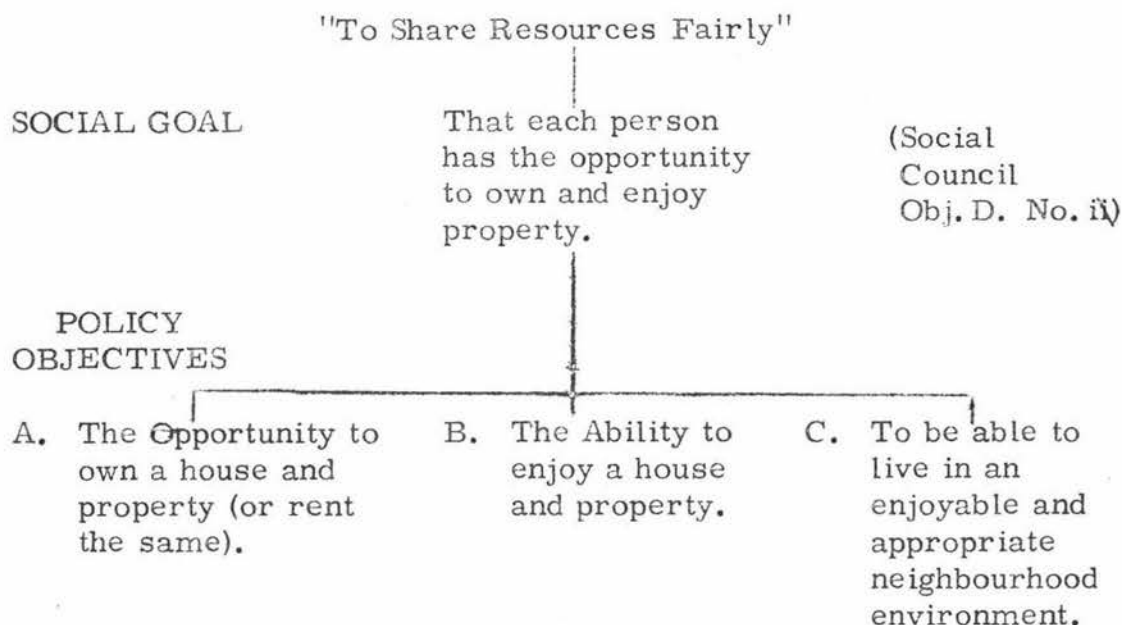 "To Share Resources Fairly"
SOCIAL GOAL
That each person
has the opportunity
to own and enjoy
property.
(Social
Council
Obj. D. No. ii)
POLICY
OBJECTIVES
A. The Opportunity to
own a house and
property (or rent
the same).
B. The Ability to
enjoy a house
and property.
C. To be able to
live in an
enjoyable and
appropriate
neighbourhood
environment.